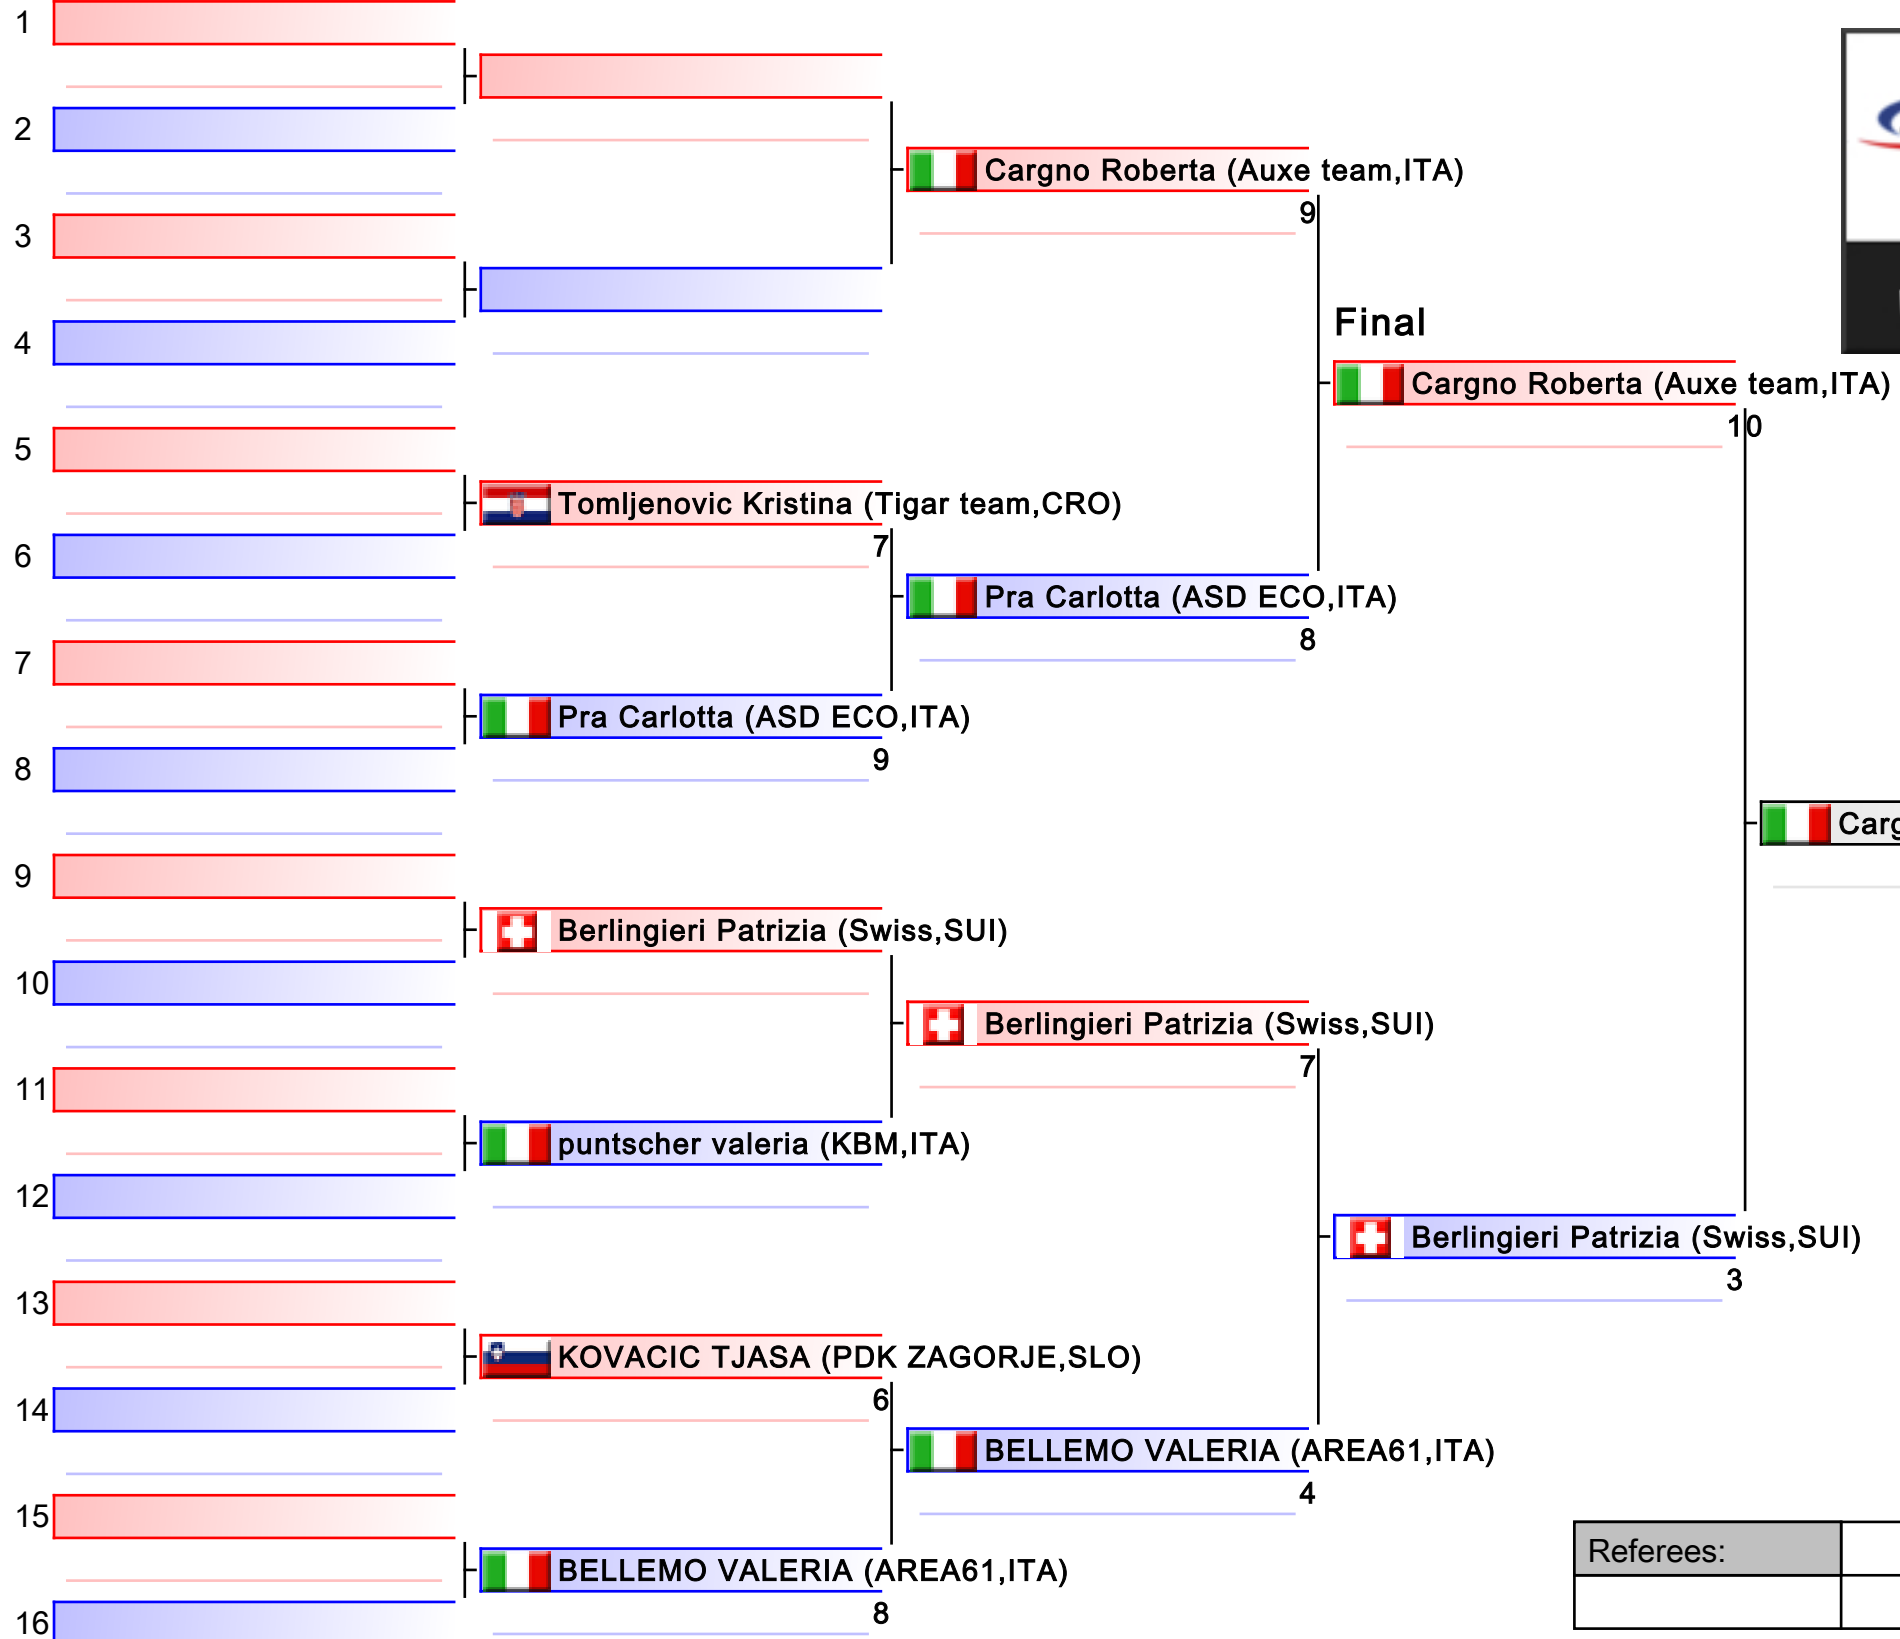 1
2
Cargno Roberta (Auxe team,ITA)
9
3
Final
4
Cargno Roberta (Auxe team,ITA)
10
5
Tomljenovic Kristina (Tigar team,CRO)
7
6
Pra Carlotta (ASD ECO,ITA)
8
7
Pra Carlotta (ASD ECO,ITA)
9
8
Carg
9
Berlingieri Patrizia (Swiss,SUI)
10
Berlingieri Patrizia (Swiss,SUI)
7
11
puntscher valeria (KBM,ITA)
12
Berlingieri Patrizia (Swiss,SUI)
3
13
KOVACIC TJASA (PDK ZAGORJE,SLO)
6
14
BELLEMO VALERIA (AREA61,ITA)
4
15
Referees:
BELLEMO VALERIA (AREA61,ITA)
8
16